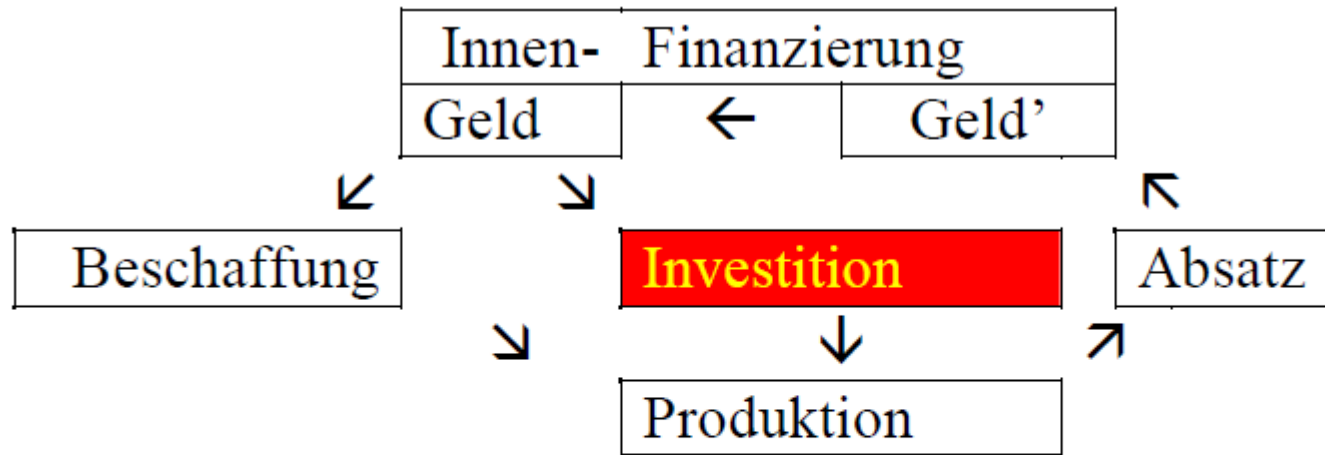 Innen- Finanzierung
Geld ← Geld’
↙ ↘ ↖
Beschaffung Investition Absatz
↘ ↓ ↗
Produktion